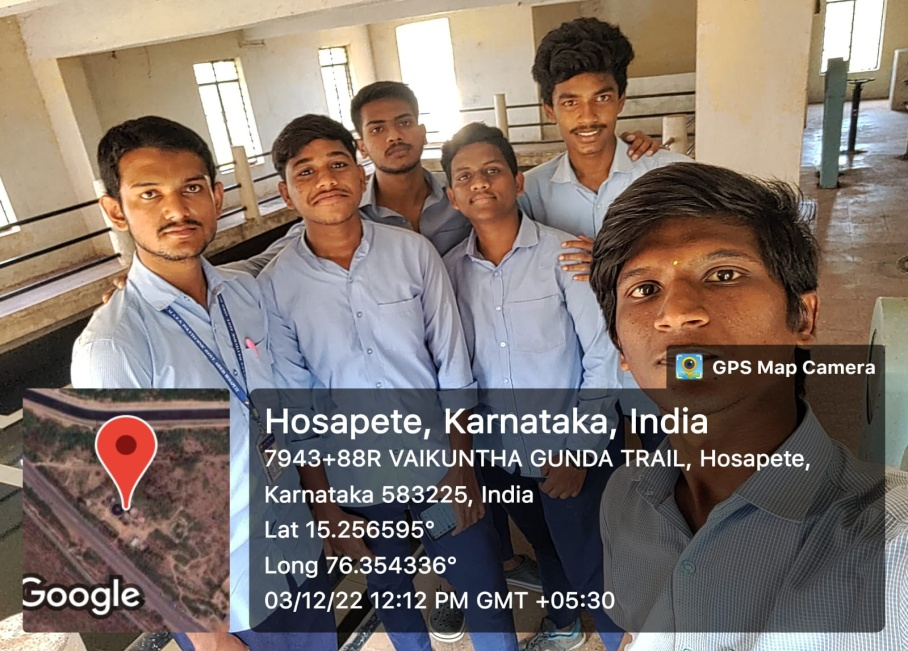 GPS Map Camera
Hosapete, Karnataka, India
7943+88R VAIKUNTHA GUNDA TRAIL, Hosapete,
Karnataka 583225, India
Lat 15.256595°
Long 76.354336°
03/12/22 12:12 PM GMT +05:30
Google